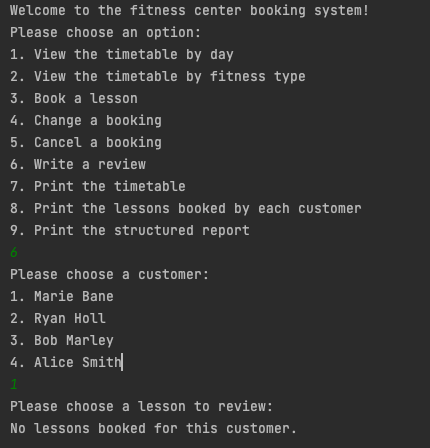 Welcome to the fitness center booking system!
Please choose an option:
1. View the timetable by day
2. View the timetable by fitness type
3. Book a lesson
4. Change a booking
5. Cancel a booking
6. Write a review
7. Print the timetable
8. Print the lessons booked by each customer
9. Print the structured report
6
Please choose a customer:
1. Marie Bane
2. Ryan Holl
3. Bob Marley
4. Alice Smith
1
Please choose a lesson to review:
No lessons booked for this customer.